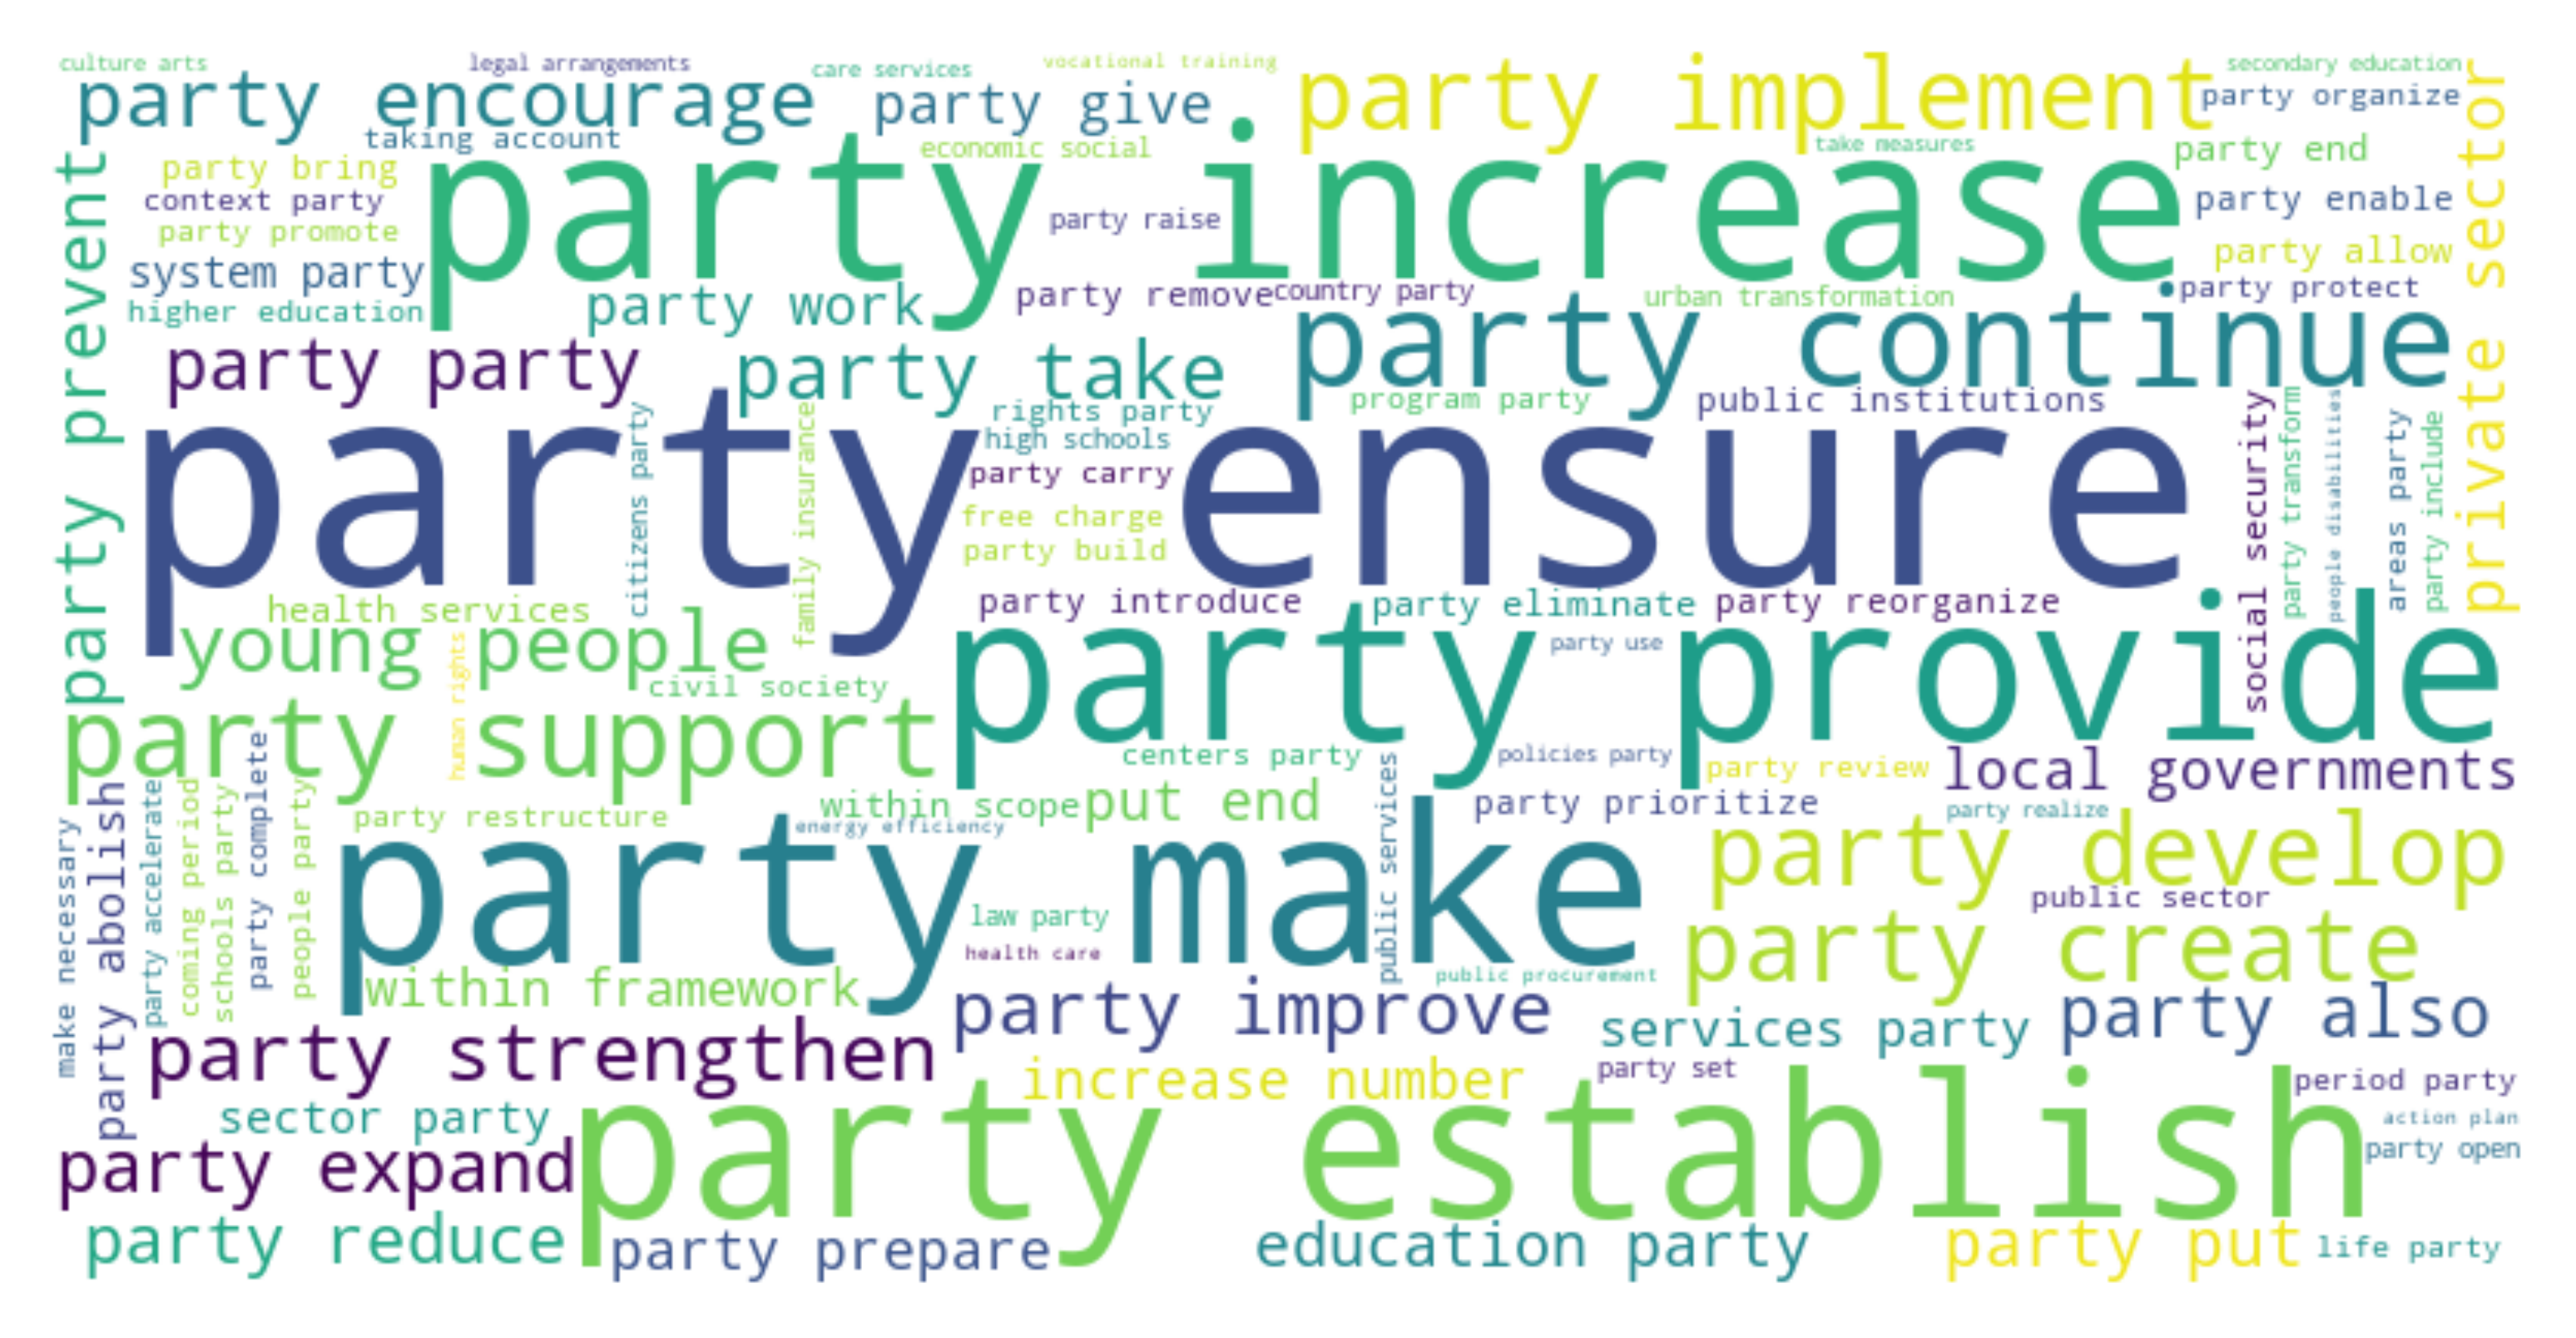 culture arts
legal arrangements
care services
vocational training
secondary education
party encourage
party give
party implement
party organize
taking account
economic social
take measures
party end
party bring
context party
party promote
system party
higher education
party increase
party raise
party enable
party allow
party prevent
private sector
party work
party remove
country party
urban transformation
party protect
party party
party take
party continue
rights party
high schools
program party
public institutions
party ensure
citizens party
family insurance
party carry
free charge
party build
social security
party transform
people disabilities
areas party
party include
health services
party introduce
party eliminate
party reorganize
young people
human rights
civil society
party use
party provide
party support
centers party
policies party
party review
local governments
within scope
put end
party prioritize
party realize
party restructure
energy efficiency
public services
make necessary
party abolish
party accelerate
coming period
schools party
party complete
people party
party make
party develop
law party
health care
public sector
public procurement
party create
within framework
party improve
services party
party also
party strengthen
increase number
party set
period party
sector party
party establish
action plan
party open
party expand
party reduce
party prepare
education party
party put
life party